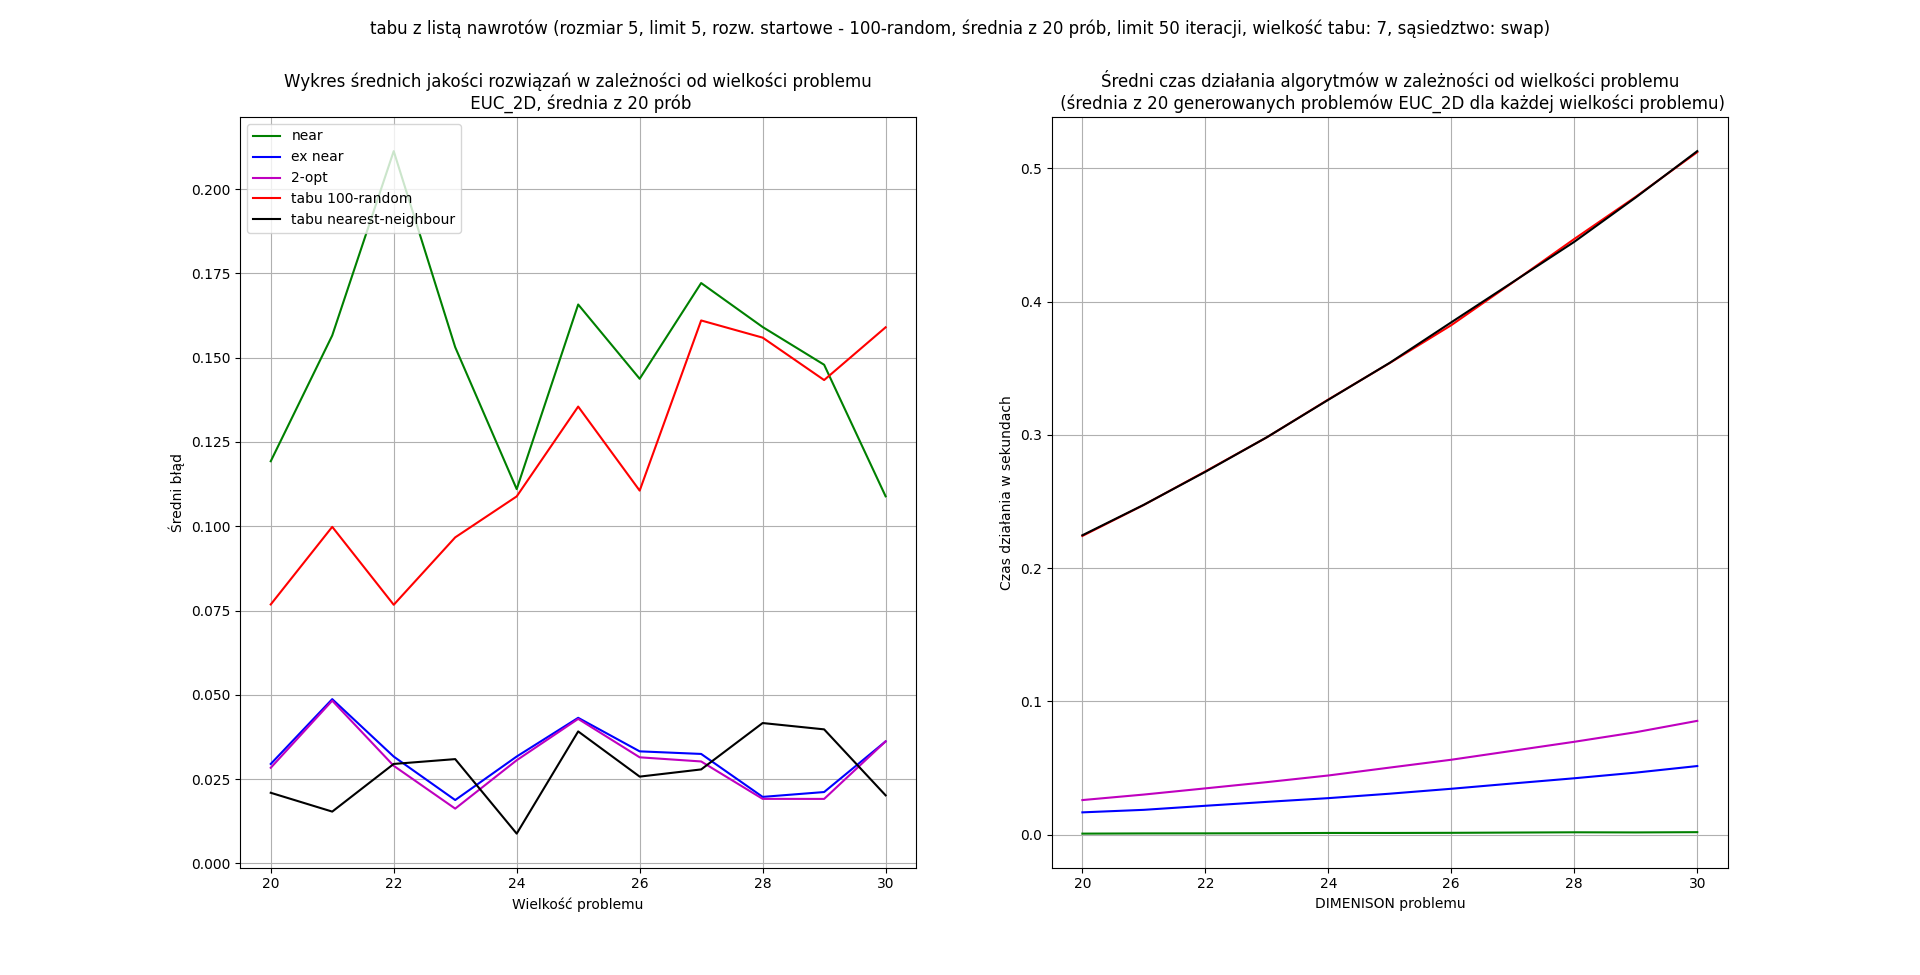 tabu z listą nawrotów (rozmiar 5, limit 5, rozw. startowe - 100-random, średnia z 20 prób, limit 50 iteracji, wielkość tabu: 7, sąsiedztwo: swap)
Wykres średnich jakości rozwiązań w zależności od wielkości problemu
EUC_2D, średnia z 20 prób
near
ex near
2-opt
tabu 100-random
tabu nearest-neighbour
0.200
0.175
0.150
0.125
0.100
0.075
0.050
0.025
0.000
Średni błąd
20 22 24 26 28 30
Wielkość problemu
Średni czas działania algorytmów w zależności od wielkości problemu
(średnia z 20 generowanych problemów EUC_2D dla każdej wielkości problemu)
0.5
0.4
0.3
0.2
0.1
0.0
Czas działania w sekundach
20 22 24 26 28 30
DIMENISON problemu